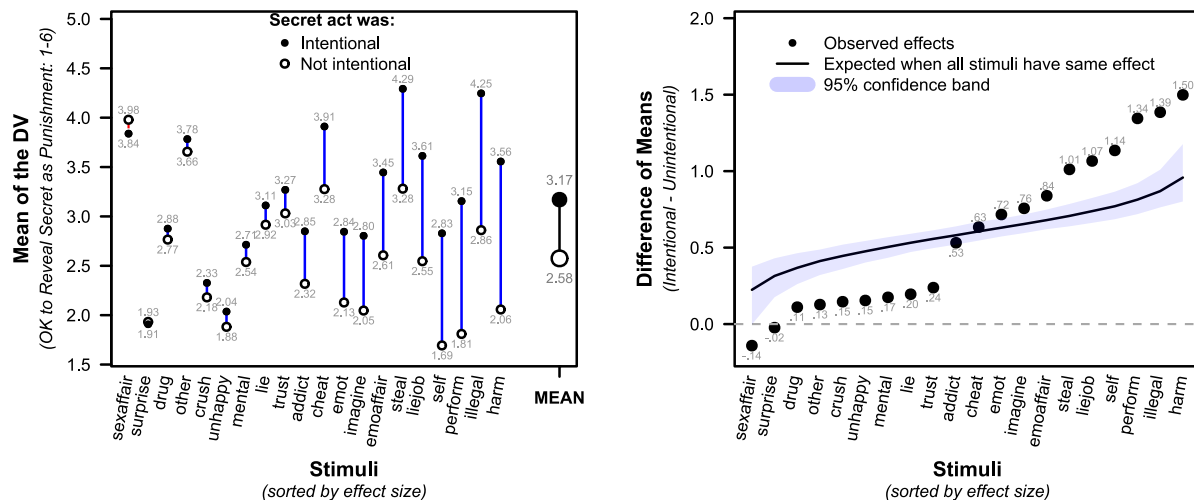 Mean of the DV
(OK to Reveal Secret as Punishment: 1-6)
5.0
4.5
4.0
3.5
3.0
2.5
2.0
1.5
Secret act was:
Intentional
Not intentional
3.98
3.84
1.93
1.91
2.88
2.77
3.78
3.66
2.33
2.18
2.04
1.88
2.71
2.54
3.11
2.92
3.27
3.03
2.85
2.32
3.91
3.28
2.84
2.13
2.80
2.05
3.45
2.61
4.29
3.28
3.61
2.55
2.83
1.69
3.15
1.81
4.25
2.86
3.56
2.06
3.17
2.58
sexaffair
surprise
drug
other
crush
unhappy
mental
lie
trust
addict
cheat
emot
imagine
emoaffair
steal
liejob
self
perform
illegal
harm
MEAN
Stimuli
(sorted by effect size)
Difference of Means
(Intentional - Unintentional)
2.0
1.5
1.0
0.5
0.0
Observed effects
Expected when all stimuli have same effect
95% confidence band
-.14
-.02
.11
.13
.15
.15
.17
.20
.24
.53
.63
.72
.76
.84
1.01
1.07
1.14
1.34
1.39
1.50
sexaffair
surprise
drug
other
crush
unhappy
mental
lie
trust
addict
cheat
emot
imagine
emoaffair
steal
liejob
self
perform
illegal
harm
Stimuli
(sorted by effect size)